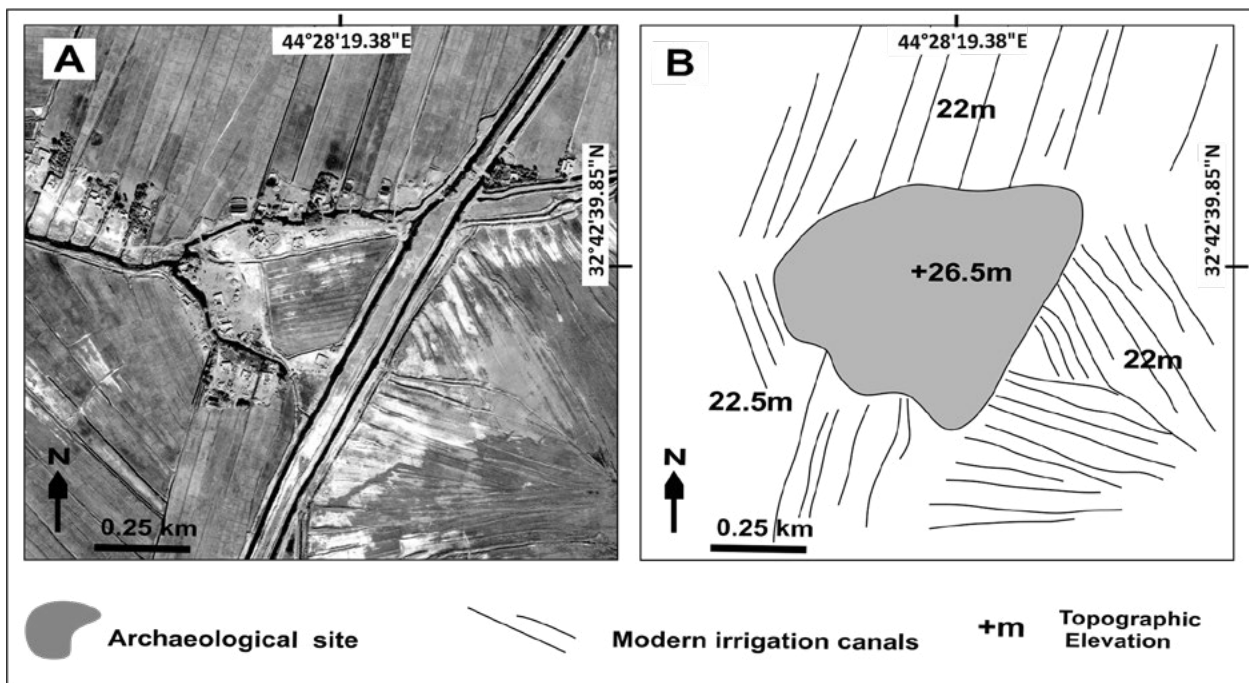 A
44°28'19.38"E
32°42'39.85"N
N
0.25 km
B
44°28'19.38"E
22m
32°42'39.85"N
+26.5m
22m
22.5m
N
0.25 km
Archaeological site
Modern irrigation canals
+m
Topographic
Elevation